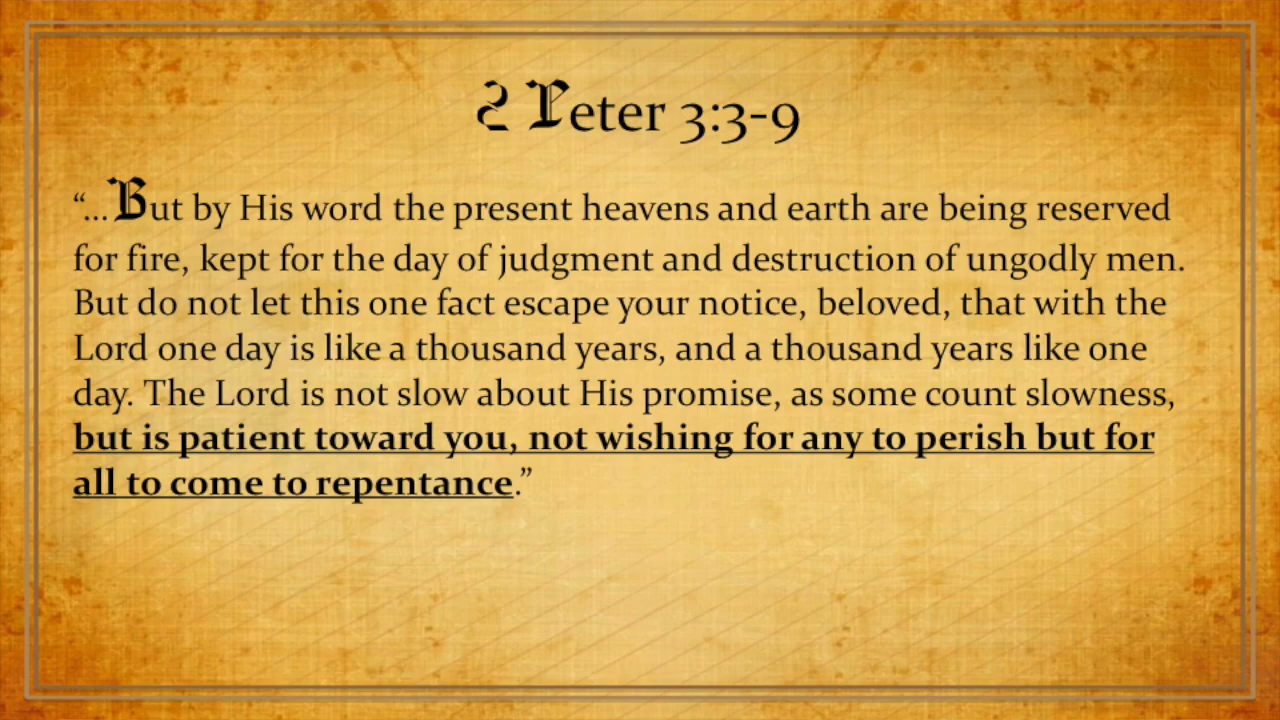 2 Peter 3:3-9
“...But by His word the present heavens and earth are being reserved
for fire, kept for the day of judgment and destruction of ungodly men.
But do not let this one fact escape your notice, beloved, that with the
Lord one day is like a thousand years, and a thousand years like one
day. The Lord is not slow about His promise, as some count slowness,
but is patient toward you, not wishing for any to perish but for
all to come to repentance.”